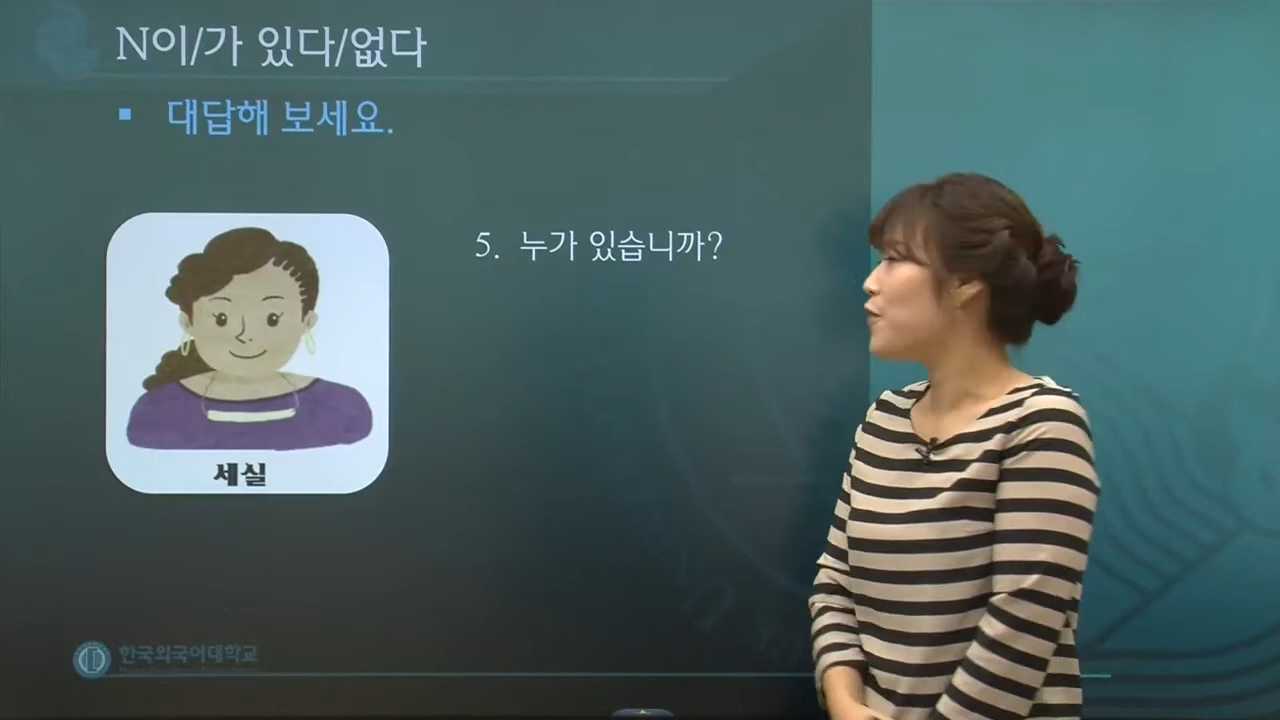 N이/가 있다/없다
▪ 대답해 보세요.
5. 누가 있습니까?
세실
한국외국어대학교